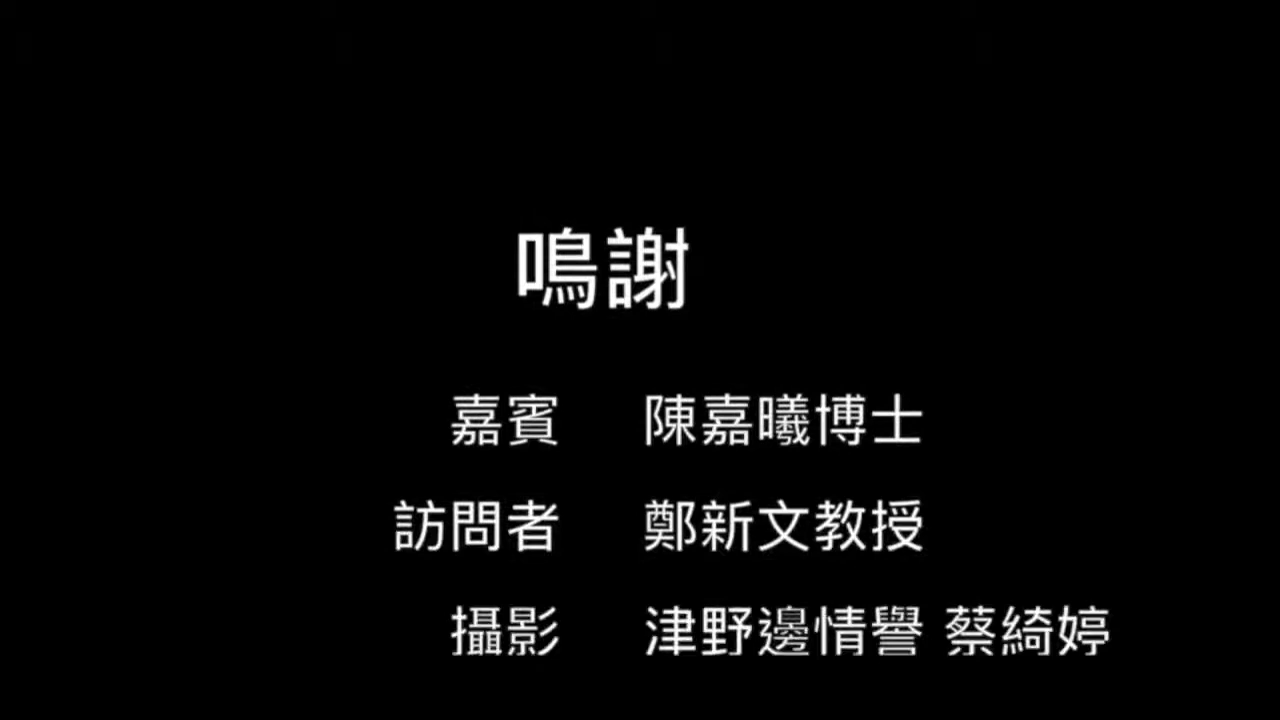 鳴謝
嘉賓 陳嘉曦博士
訪問者 鄭新文教授
攝影 津野邊情譽 蔡綺婷